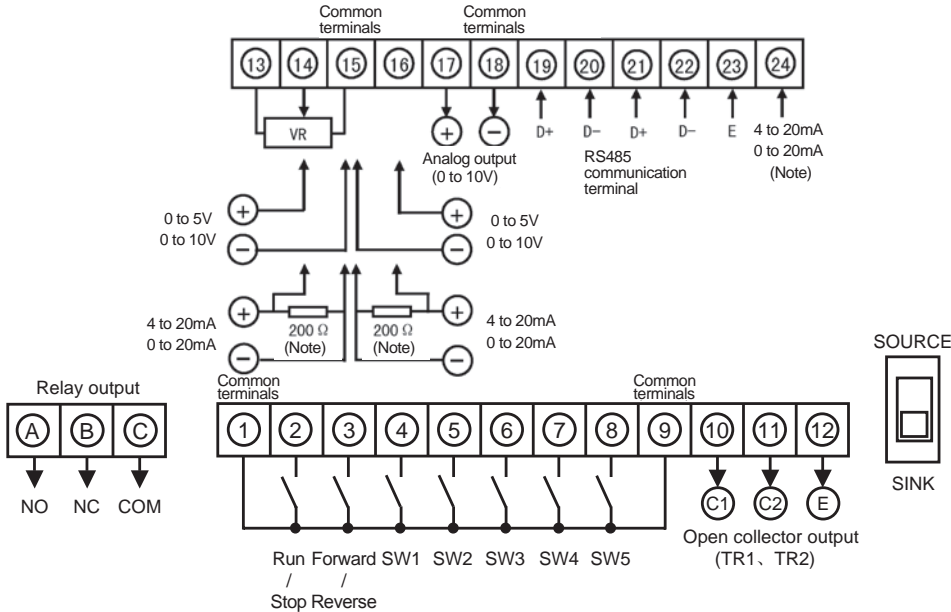 Common
terminals
Common
terminals
13 14 15 16 17 18 19 20 21 22 23 24
VR
+ −
D+ D- D+ D- E
4 to 20mA
0 to 20mA
(Note)
Analog output
(0 to 10V)
RS485
communication
terminal
0 to 5V
0 to 10V
+
−
+
−
0 to 5V
0 to 10V
4 to 20mA
0 to 20mA
+
−
200 Ω
(Note)
200 Ω
(Note)
+
−
4 to 20mA
0 to 20mA
SOURCE
SINK
Relay output
A B C
NO NC COM
Common
terminals
Common
terminals
1 2 3 4 5 6 7 8 9 10 11 12
C1 C2 E
Open collector output
(TR1、TR2)
Run Forward SW1 SW2 SW3 SW4 SW5
/ /
Stop Reverse